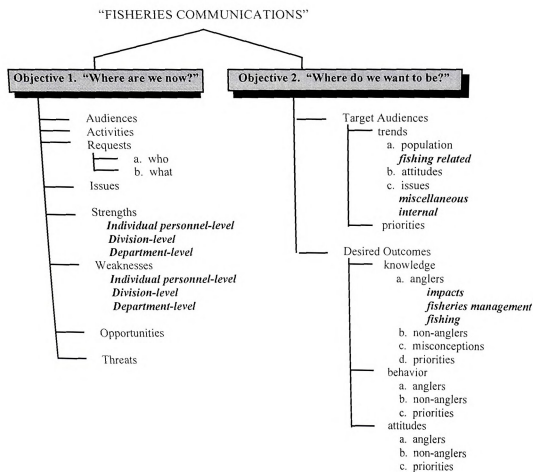 "FISHERIES COMMUNICATIONS"
Objective 1. "Where are we now?"
Audiences
Activities
Requests
a. who
b. what
Issues
Strengths
Individual personnel-level
Division-level
Department-level
Weaknesses
Individual personnel-level
Division-level
Department-level
Opportunities
Threats
Objective 2. "Where do we want to be?"
Target Audiences
trends
a. population
fishing related
b. attitudes
c. issues
miscellaneous
internal
priorities
Desired Outcomes
knowledge
a. anglers
impacts
fisheries management
fishing
b. non-anglers
c. misconceptions
d. priorities
behavior
a. anglers
b. non-anglers
c. priorities
attitudes
a. anglers
b. non-anglers
c. priorities